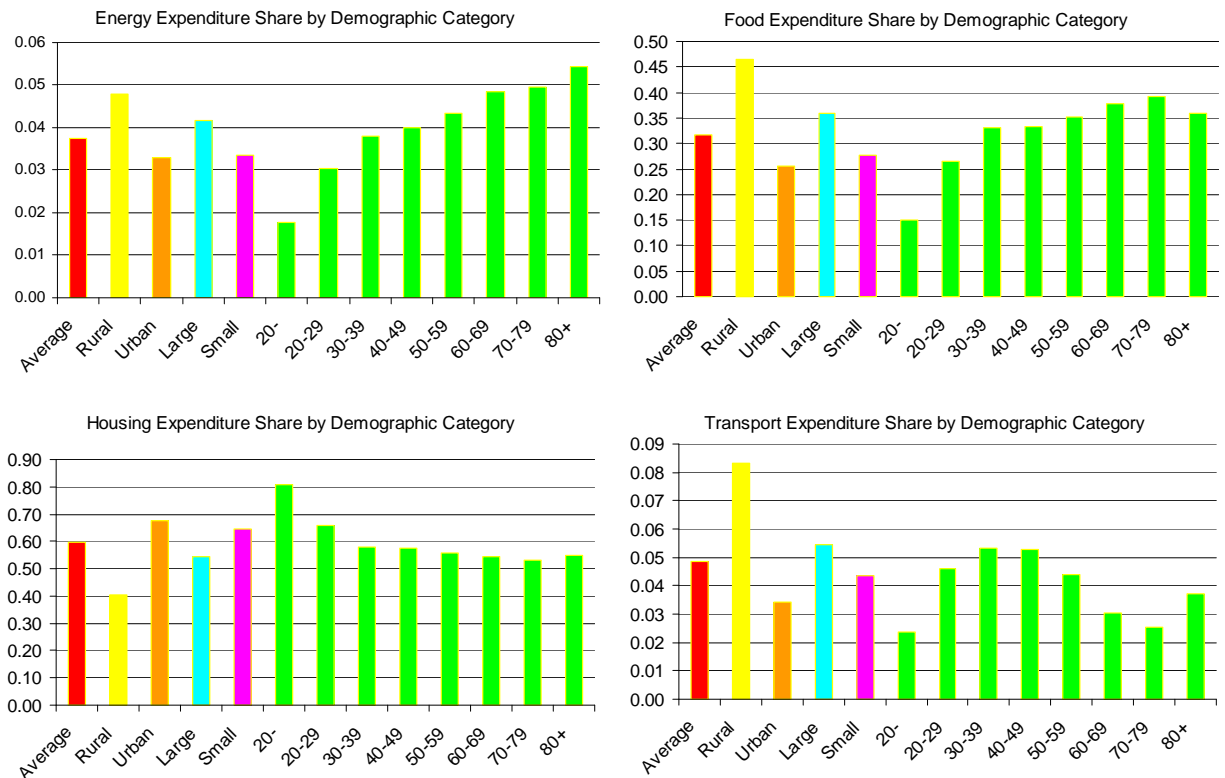 Energy Expenditure Share by Demographic Category
0.06
0.05
0.04
0.03
0.02
0.01
0.00
Average
Rural
Urban
Large
Small
20-
20-29
30-39
40-49
50-59
60-69
70-79
80+
Food Expenditure Share by Demographic Category
0.50
0.45
0.40
0.35
0.30
0.25
0.20
0.15
0.10
0.05
0.00
Average
Rural
Urban
Large
Small
20-
20-29
30-39
40-49
50-59
60-69
70-79
80+
Housing Expenditure Share by Demographic Category
0.90
0.80
0.70
0.60
0.50
0.40
0.30
0.20
0.10
0.00
Average
Rural
Urban
Large
Small
20-
20-29
30-39
40-49
50-59
60-69
70-79
80+
Transport Expenditure Share by Demographic Category
0.09
0.08
0.07
0.06
0.05
0.04
0.03
0.02
0.01
0.00
Average
Rural
Urban
Large
Small
20-
20-29
30-39
40-49
50-59
60-69
70-79
80+